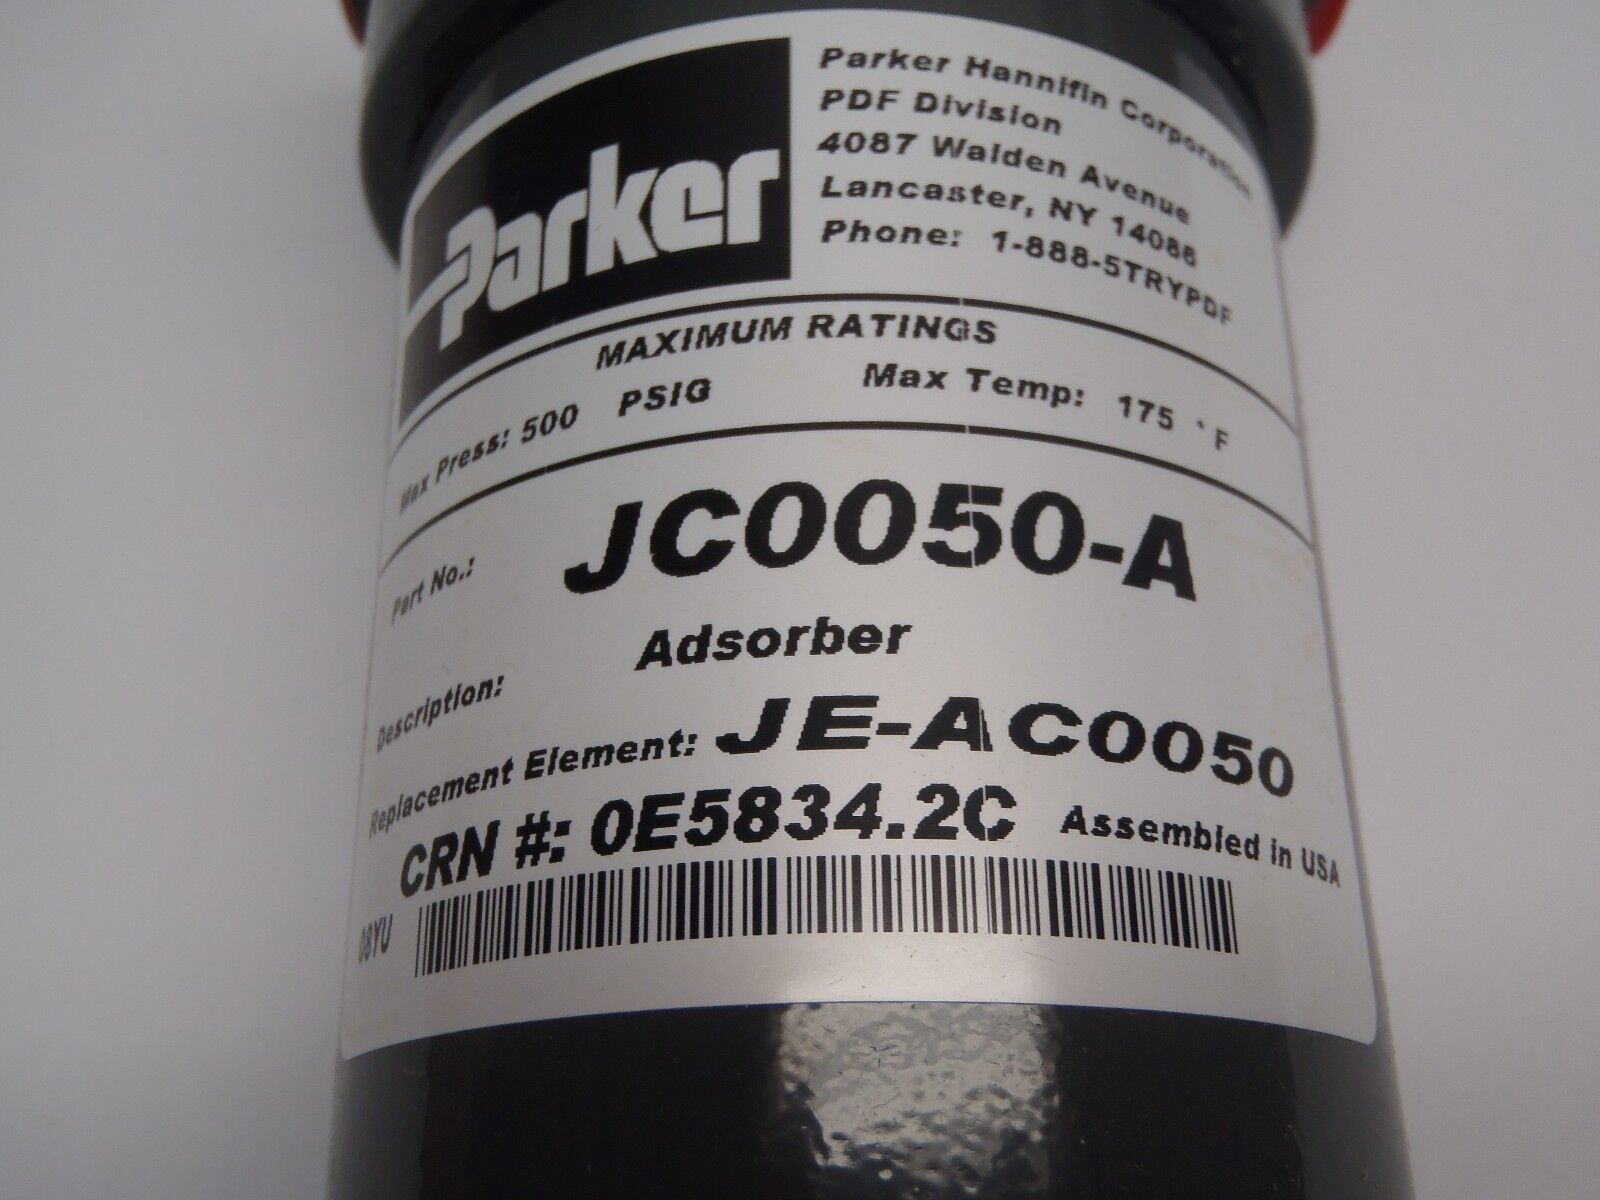 Parker
Parker Hannifin Corporation
PDF Division
4087 Walden Avenue
Lancaster, NY 14086
Phone: 1-888-5TRYPDF
MAXIMUM RATINGS
Max Press: 500 PSIG Max Temp: 175 °F
Part No.: JC0050-A
Description: Adsorber
Replacement Element: JE-AC0050
CRN #: 0E5834.2C Assembled in USA
08YU